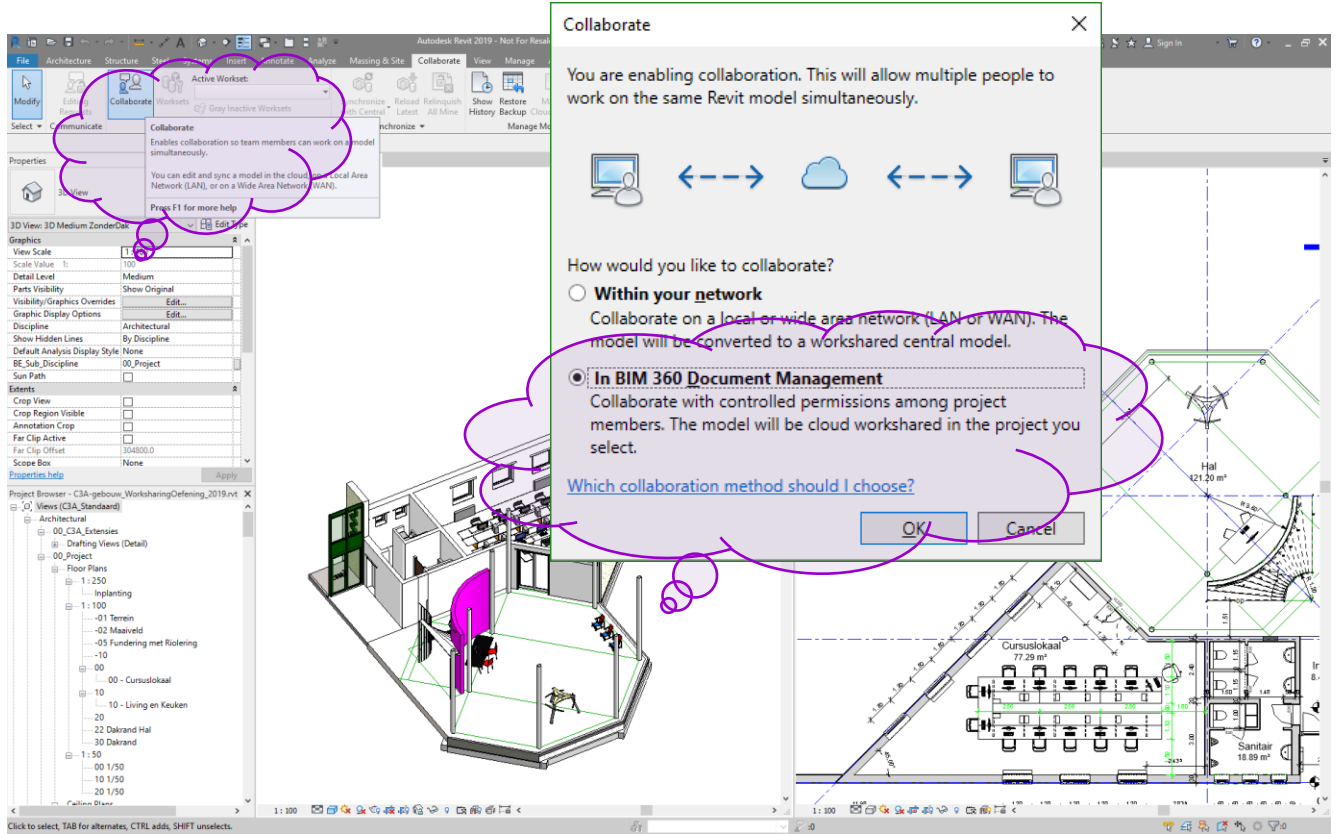 Autodesk Revit 2019 - Not For Resal
Sign In
File Architecture Structure Steel Systems Insert Annotate Analyze Massing & Site Collaborate View Manage
Modify
Editing
Requests
Collaborate
Worksets
Active Workset:
Gray Inactive Worksets
Synchronize
with Central
Reload
Latest
Relinquish
All Mine
Show
History
Restore
Backup
Select
Communicate
Synchronize
Manage Mo
Collaborate
Enables collaboration so team members can work on a model
simultaneously.
You can edit and sync a model in the cloud, on a Local Area
Network (LAN), or on a Wide Area Network (WAN).
Press F1 for more help
Properties
3D View
3D View: 3D Medium ZonderDak
Edit Type
Graphics
View Scale
Scale Value 1: 100
Detail Level Medium
Parts Visibility Show Original
Visibility/Graphics Overrides Edit...
Graphic Display Options Edit...
Discipline Architectural
Show Hidden Lines By Discipline
Default Analysis Display Style None
BE_Sub_Discipline 00_Project
Sun Path
Extents
Crop View
Crop Region Visible
Annotation Crop
Far Clip Active
Far Clip Offset 304800.0
Scope Box None
Properties help
Apply
Project Browser - C3A-gebouw_WorksharingOefening_2019.rvt
Views (C3A_Standaard)
Architectural
00_C3A_Extensies
Drafting Views (Detail)
00_Project
Floor Plans
1 : 250
Inplanting
1 : 100
-01 Terrein
-02 Maaiveld
-05 Fundering met Riolering
-10
00
00 - Cursuslokaal
10
10 - Living en Keuken
20
22 Dakrand Hal
30 Dakrand
1 : 50
00 1/50
10 1/50
20 1/50
Ceiling Plans
Click to select, TAB for alternates, CTRL adds, SHIFT unselects.
1 : 100
1 : 100
:0
:0
Collaborate
You are enabling collaboration. This will allow multiple people to
work on the same Revit model simultaneously.
How would you like to collaborate?
Within your network
Collaborate on a local or wide area network (LAN or WAN). The
model will be converted to a workshared central model.
In BIM 360 Document Management
Collaborate with controlled permissions among project
members. The model will be cloud workshared in the project you
select.
Which collaboration method should I choose?
OK
Cancel
Hal
121.20 m²
Cursuslokaal
77.29 m²
Sanitair
18.89 m²